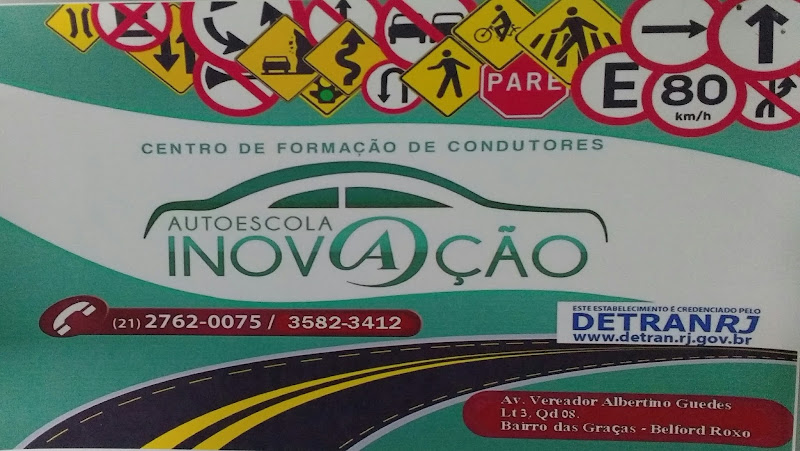 PARE
E
80
km/h
CENTRO DE FORMAÇÃO DE CONDUTORES
AUTOESCOLA
INOVAÇÃO
(21) 2762-0075 / 3582-3412
ESTE ESTABELECIMENTO É CREDENCIADO PELO
DETRANRJ
www.detran.rj.gov.br
Av. Vereador Albertino Guedes
Lt 3, Qd 08.
Bairro das Graças - Belford Roxo